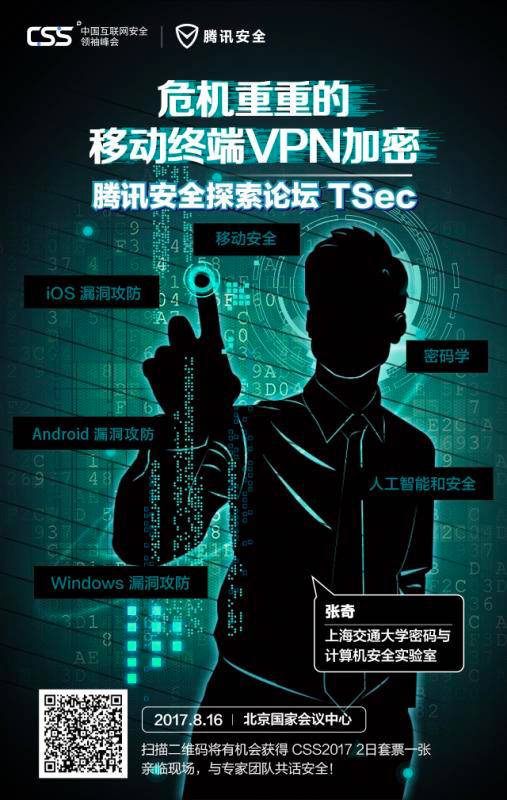 CSS
中国互联网安全
领袖峰会
腾讯安全
危机重重的
移动终端VPN加密
腾讯安全探索论坛 TSec
移动安全
iOS 漏洞攻防
密码学
Android 漏洞攻防
人工智能和安全
Windows 漏洞攻防
张奇
上海交通大学密码与
计算机安全实验室
2017.8.16 | 北京国家会议中心
扫描二维码将有机会获得 CSS2017 2日套票一张
亲临现场，与专家团队共话安全！